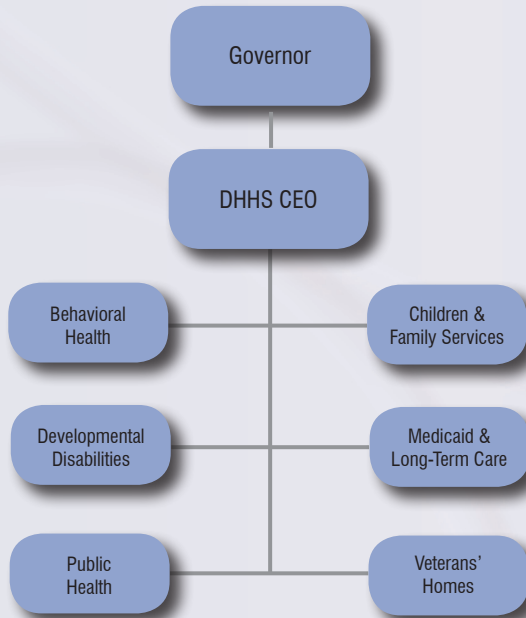 Governor
DHHS CEO
Behavioral
Health
Children &
Family Services
Developmental
Disabilities
Medicaid &
Long-Term Care
Public
Health
Veterans’
Homes